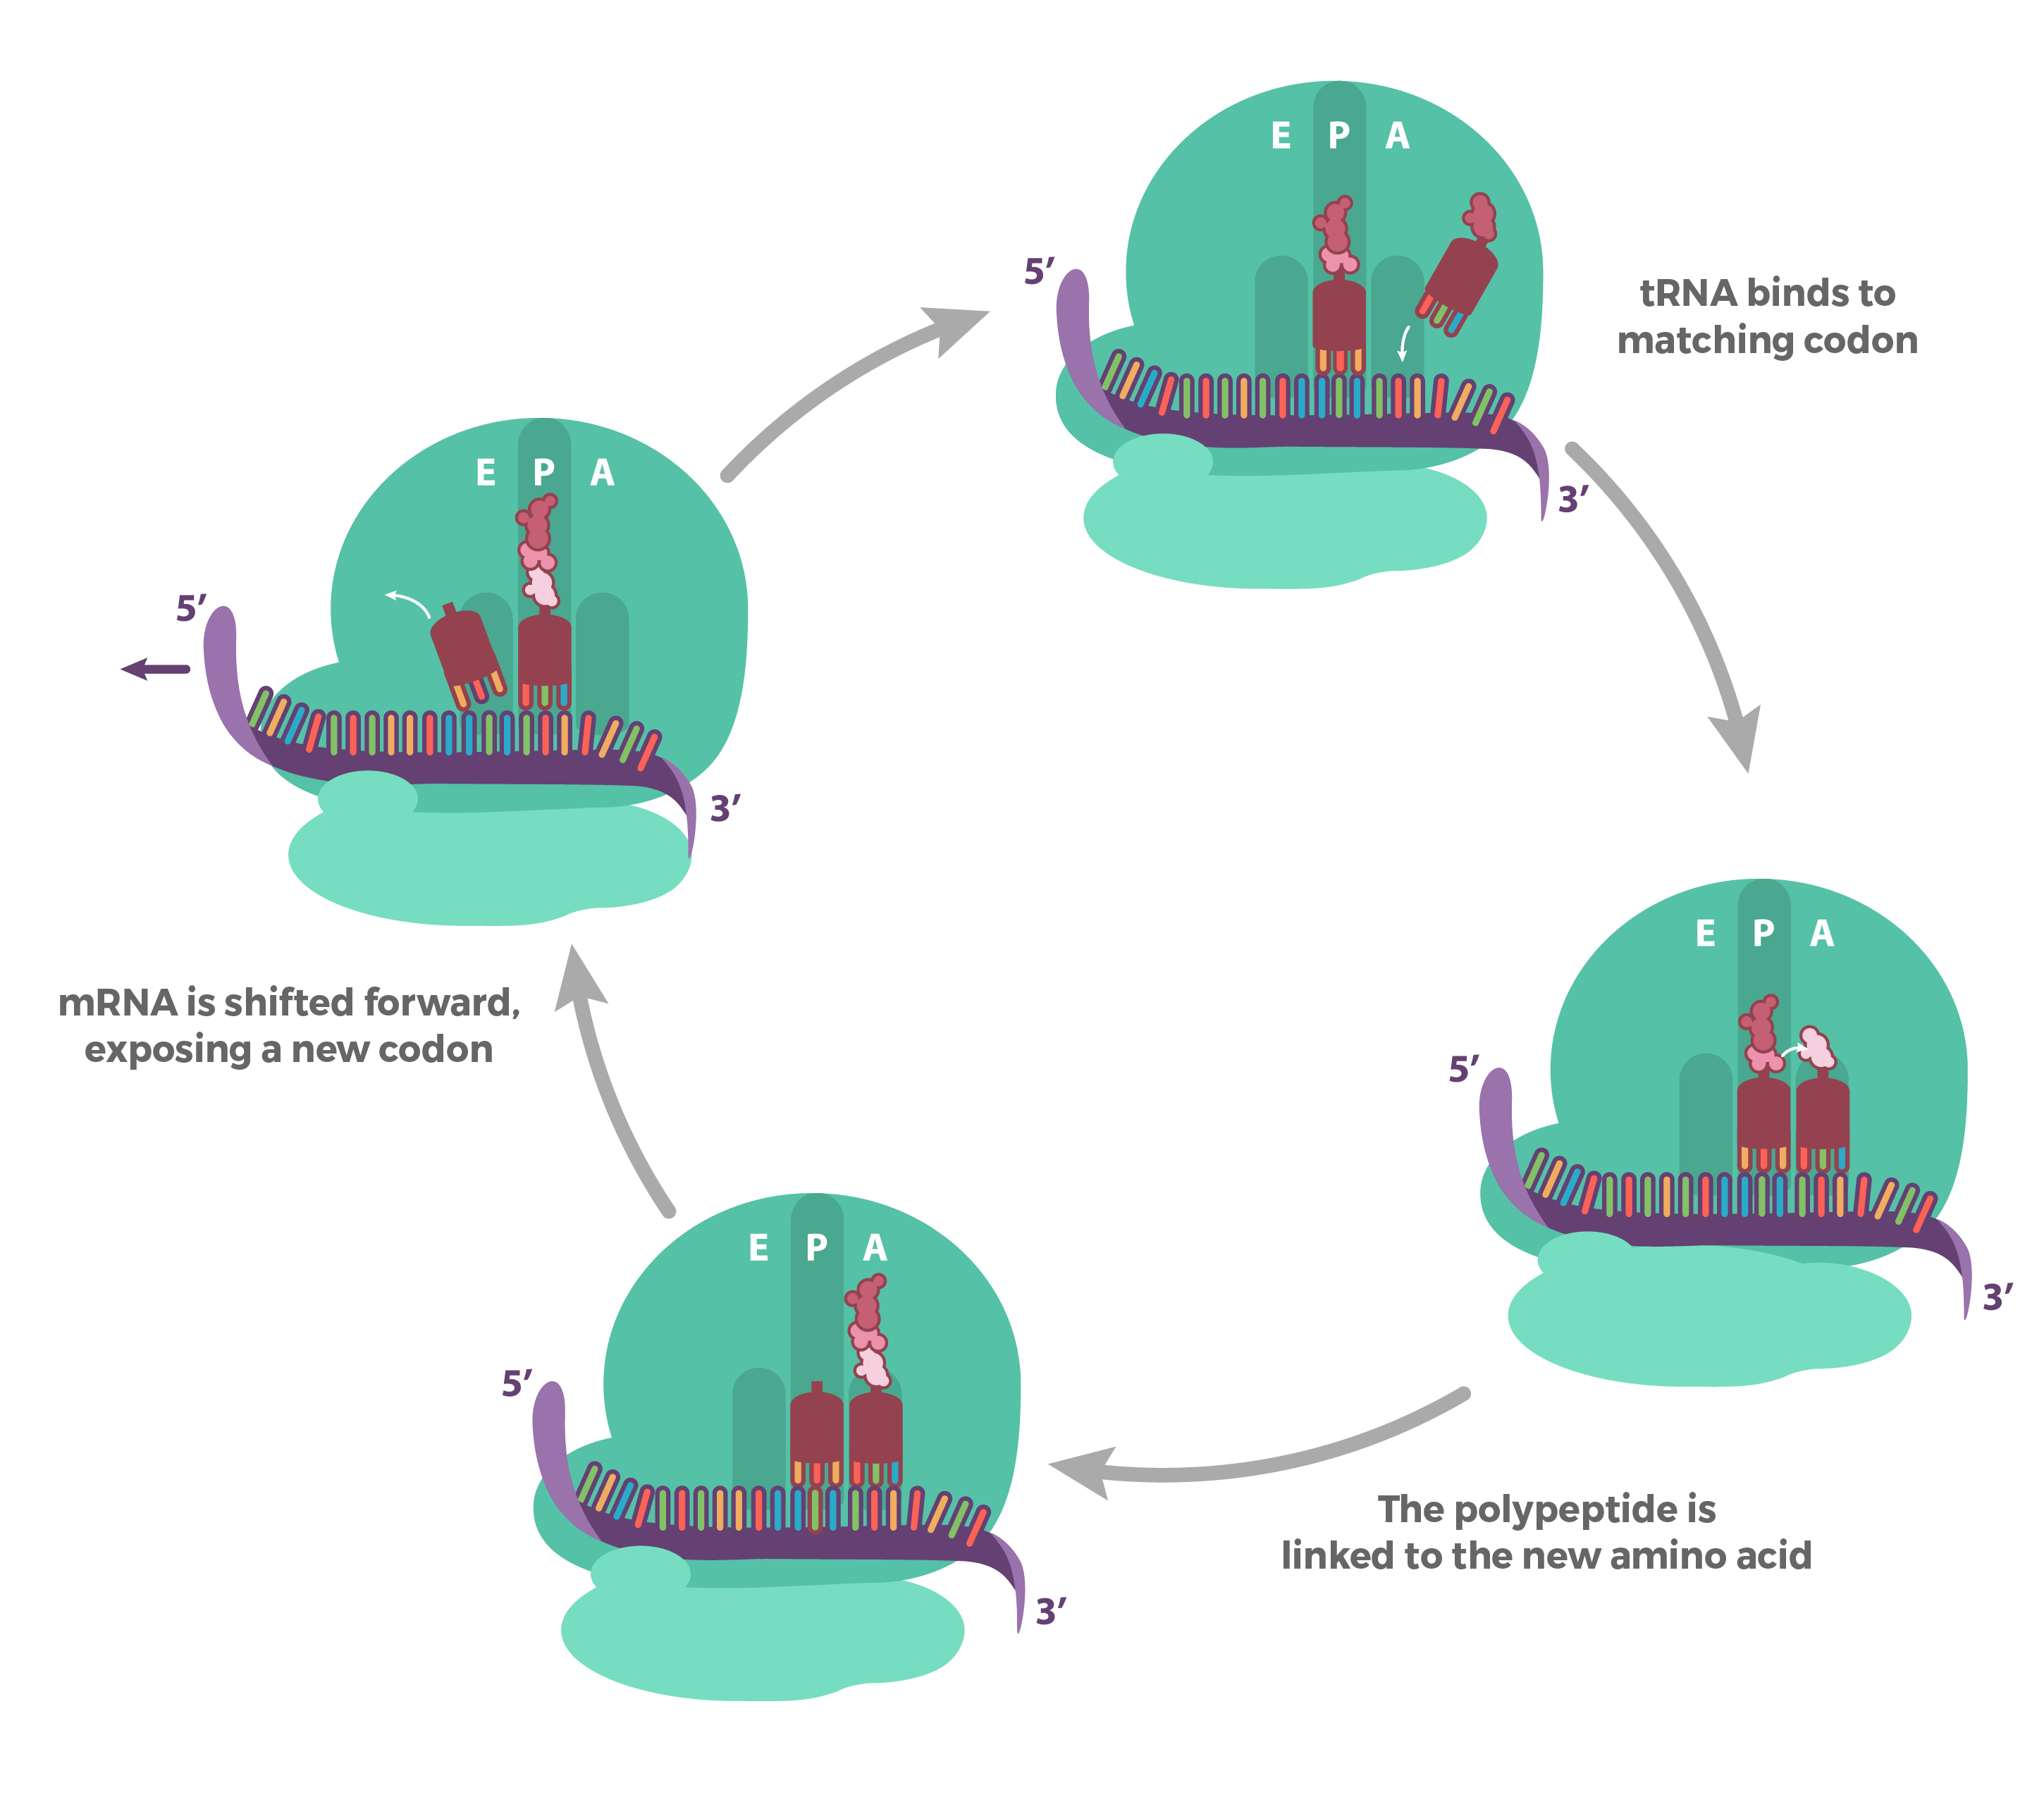 E P A
5′
tRNA binds to
matching codon
3′
E P A
5′
3′
E P A
5′
3′
mRNA is shifted forward,
exposing a new codon
E P A
5′
3′
The polypeptide is
linked to the new amino acid